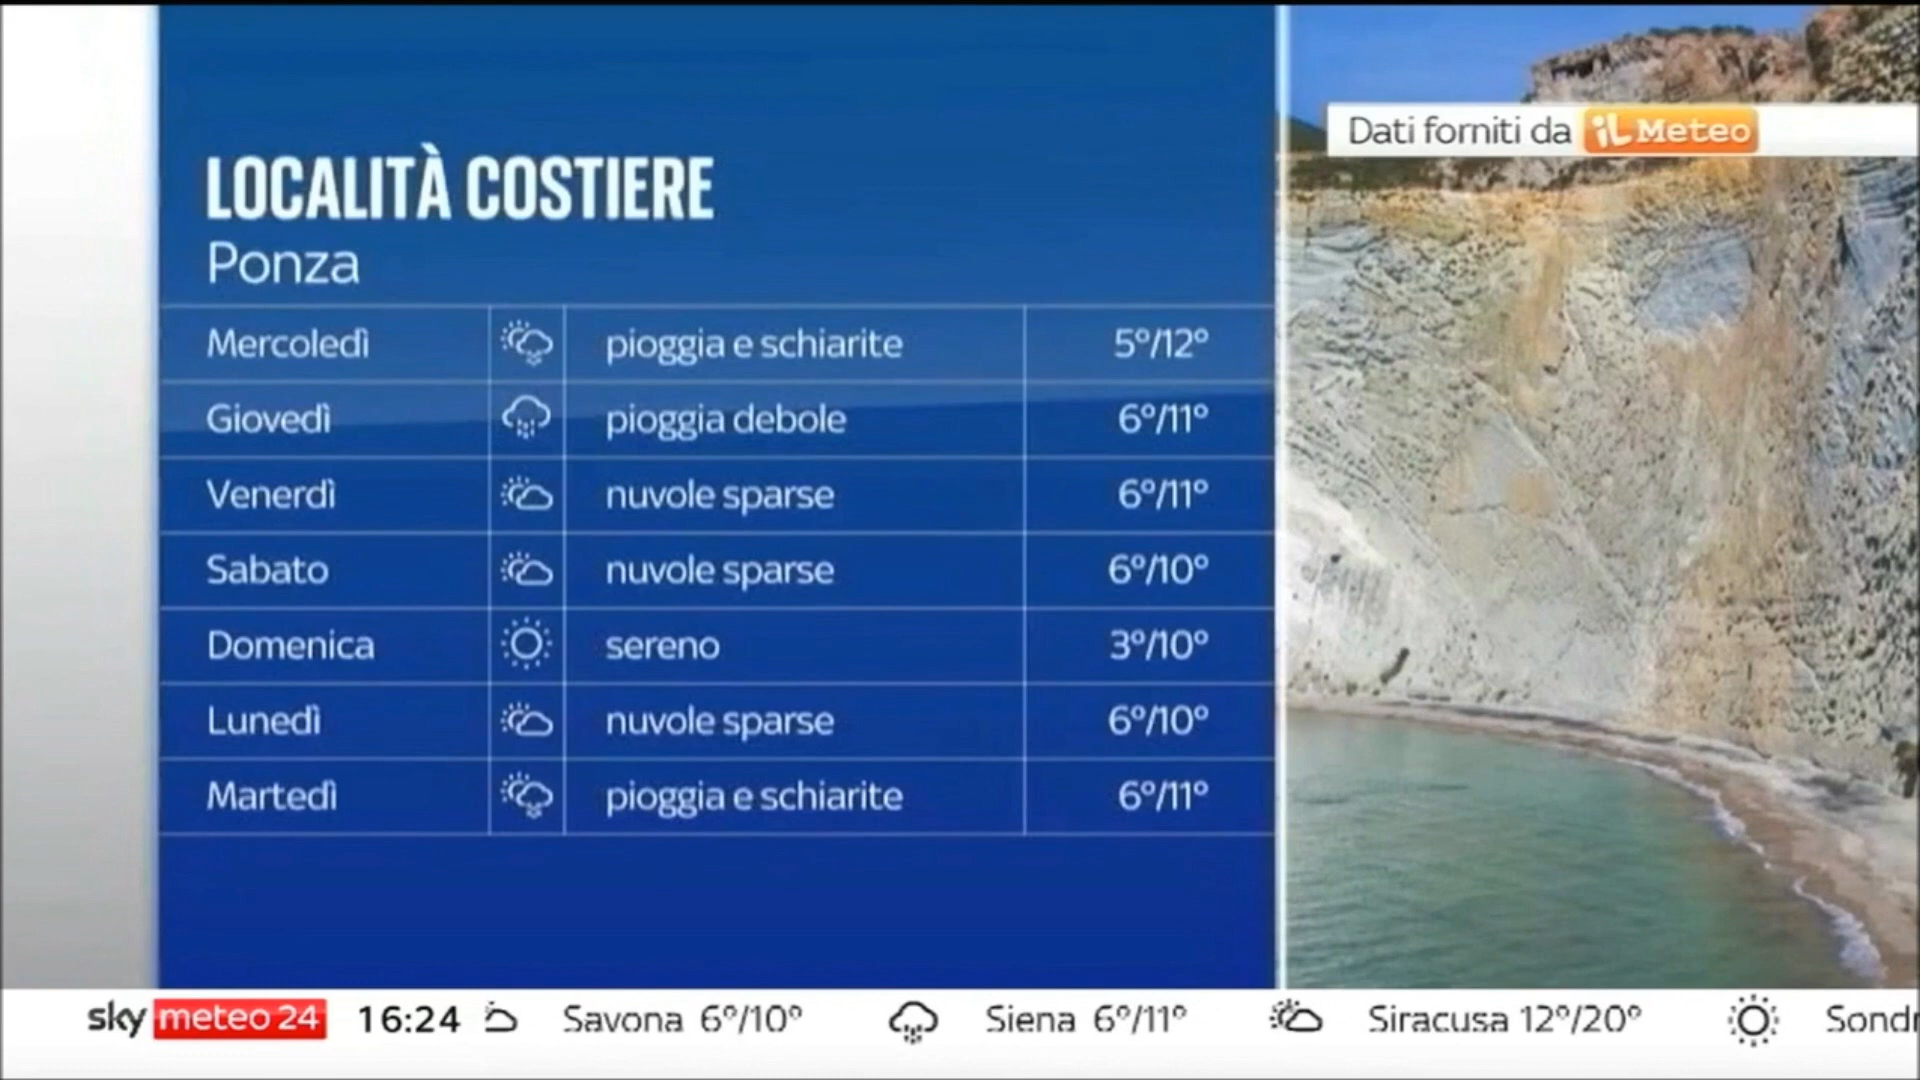 LOCALITÀ COSTIERE
Ponza
Dati forniti da iL Meteo
Mercoledì pioggia e schiarite 5°/12°
Giovedì pioggia debole 6°/11°
Venerdì nuvole sparse 6°/11°
Sabato nuvole sparse 6°/10°
Domenica sereno 3°/10°
Lunedì nuvole sparse 6°/10°
Martedì pioggia e schiarite 6°/11°
sky meteo 24 16:24 Savona 6°/10° Siena 6°/11° Siracusa 12°/20° Sond